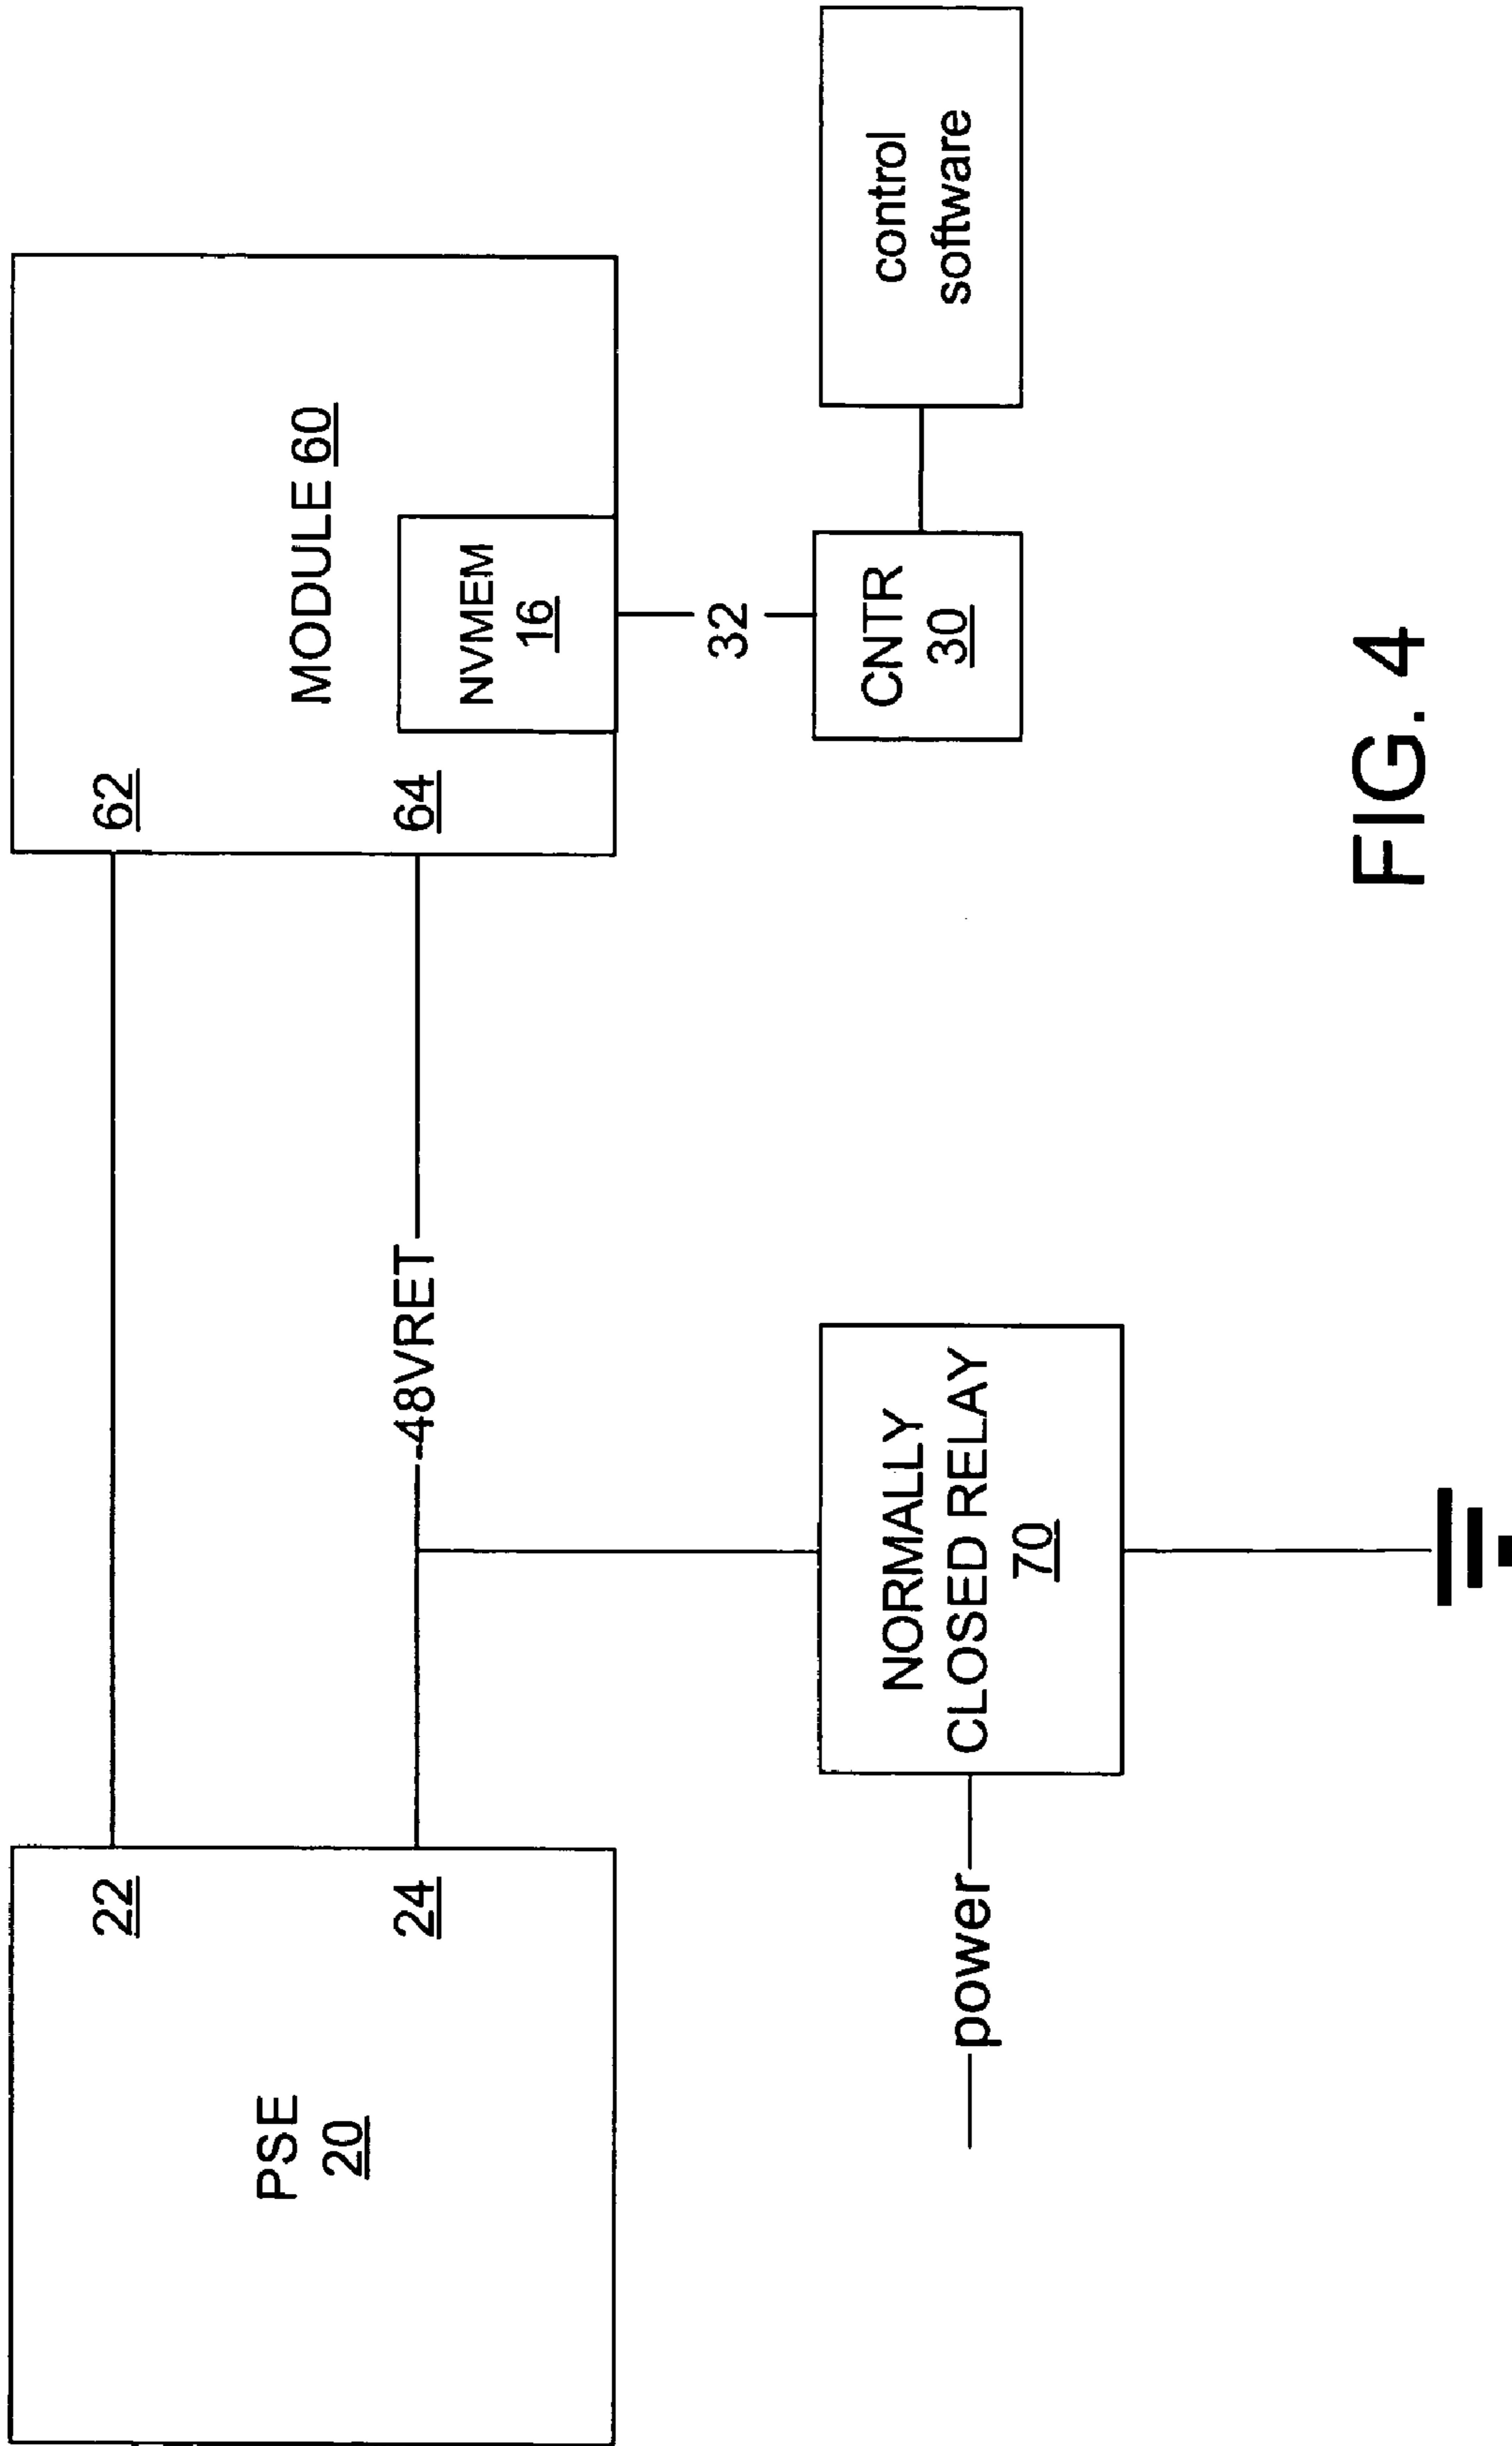 PSE
20
22
24
-48VRET
62
64
MODULE 60
NVMEM
16
32
CNTR
30
control
software
power
NORMALLY
CLOSED RELAY
70
FIG. 4